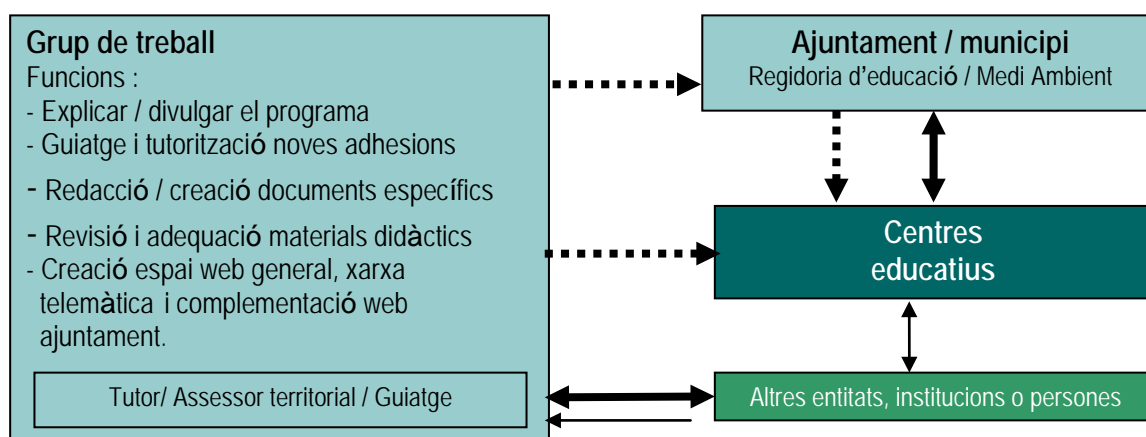 Grup de treball
Funcions :
- Explicar / divulgar el programa
- Guiatge i tutorització noves adhesions
- Redacció / creació documents específics
- Revisió i adequació materials didàctics
- Creació espai web general, xarxa
telemàtica i complementació web
ajuntament.
Tutor/ Assessor territorial / Guiatge
Ajuntament / municipi
Regidoria d'educació / Medi Ambient
Centres
educatius
Altres entitats, institucions o persones